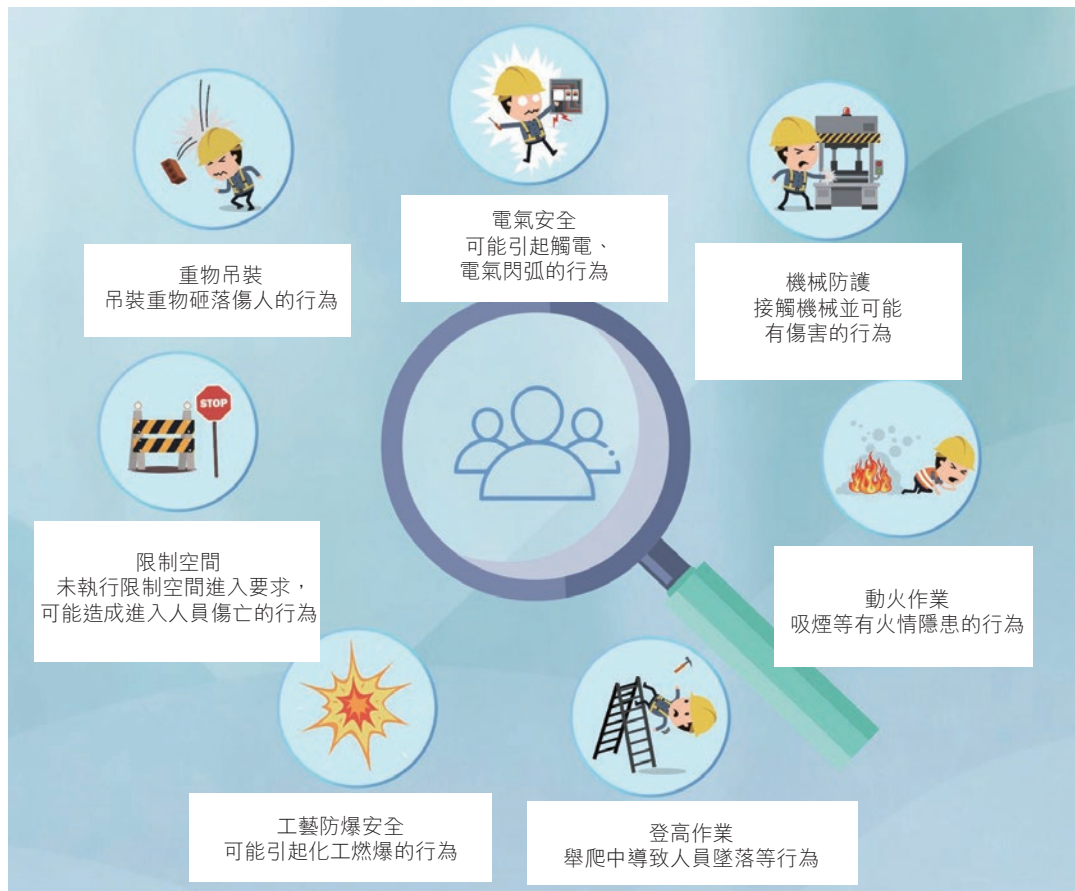 電氣安全
可能引起觸電、
電氣閃弧的行為
重物吊裝
吊裝重物砸落傷人的行為
機械防護
接觸機械並可能
有傷害的行為
STOP
限制空間
未執行限制空間進入要求，
可能造成進入人員傷亡的行為
動火作業
吸煙等有火情隱患的行為
工藝防爆安全
可能引起化工燃爆的行為
登高作業
舉爬中導致人員墜落等行為